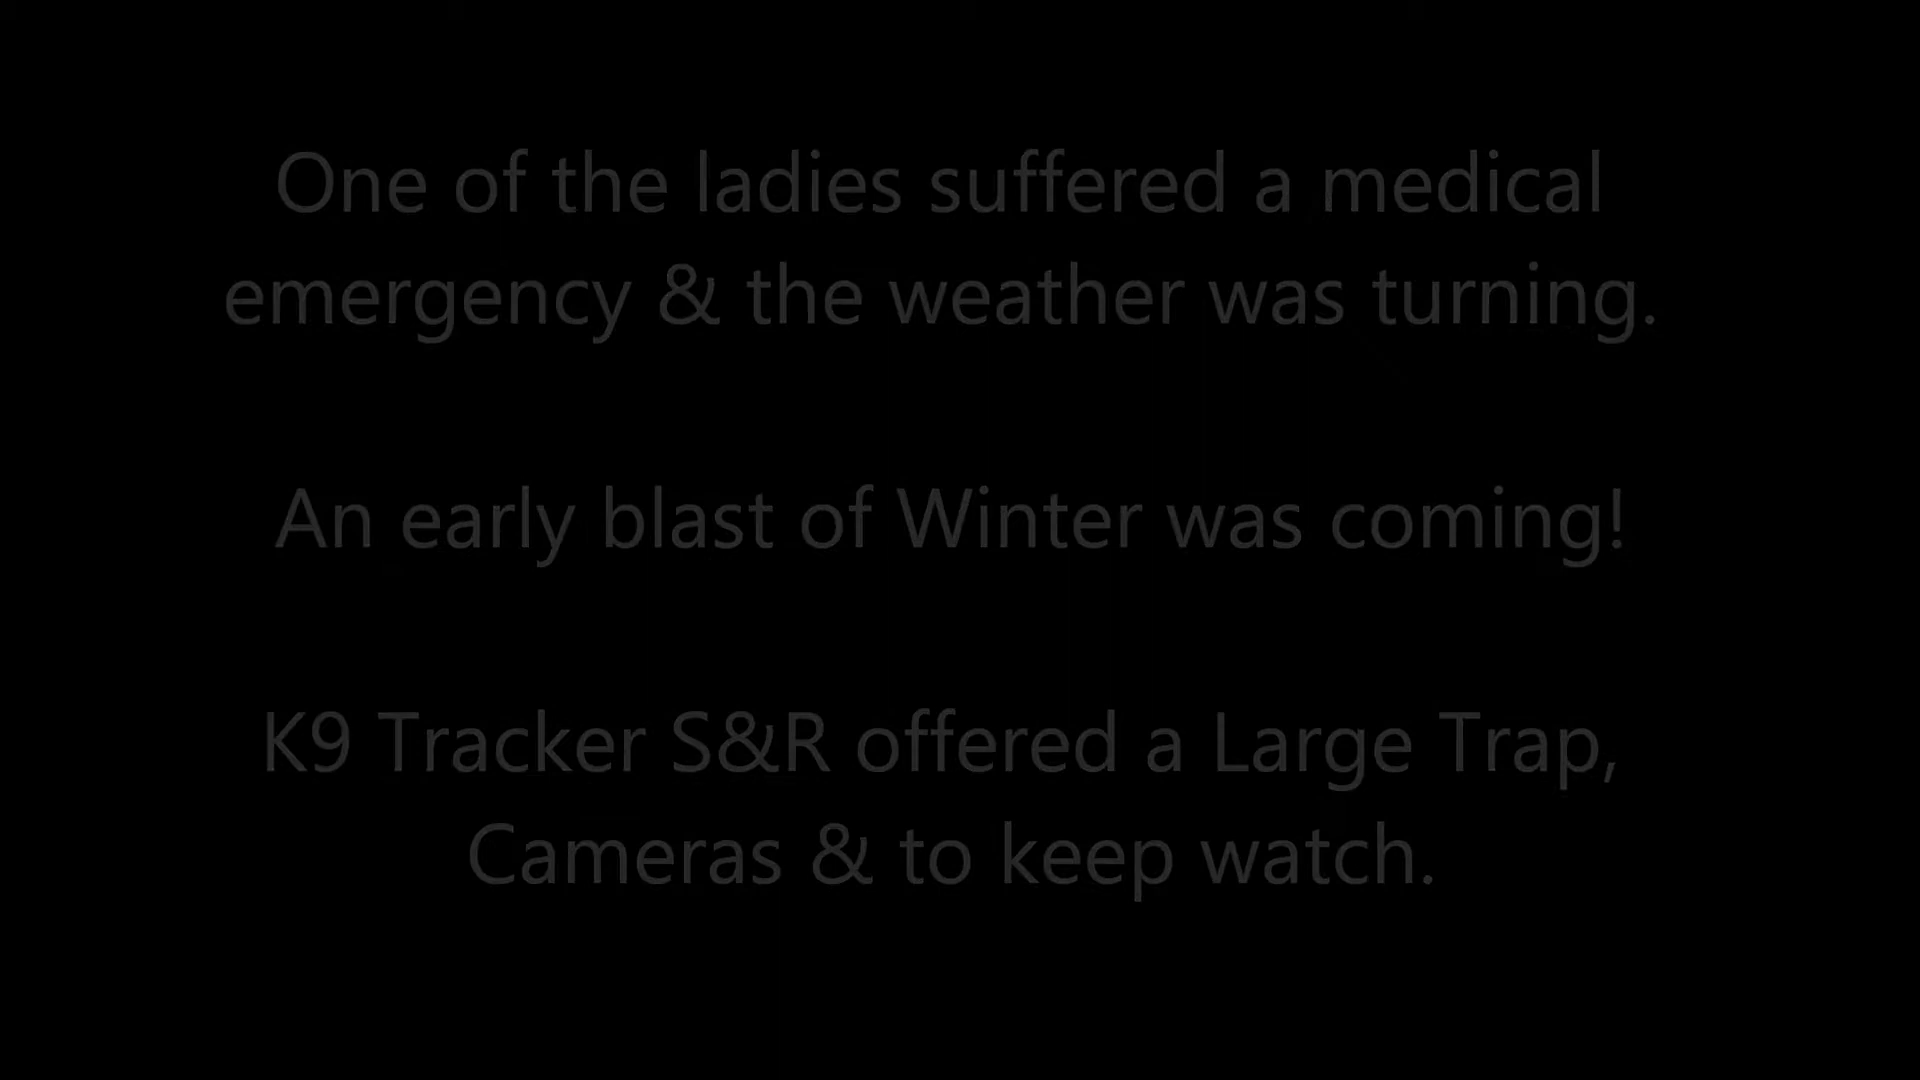 One of the ladies suffered a medical
emergency & the weather was turning.
An early blast of Winter was coming!
K9 Tracker S&R offered a Large Trap,
Cameras & to keep watch.